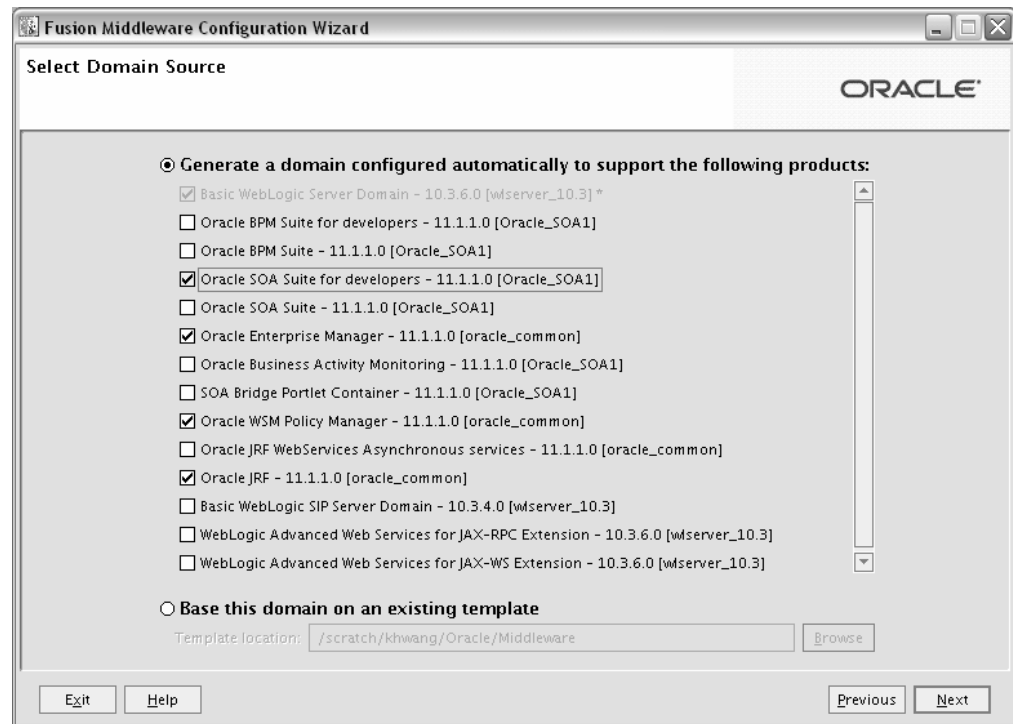 Fusion Middleware Configuration Wizard
Select Domain Source
ORACLE
Generate a domain configured automatically to support the following products:
Basic WebLogic Server Domain - 10.3.6.0 [wlserver_10.3] *
Oracle BPM Suite for developers - 11.1.1.0 [Oracle_SOA1]
Oracle BPM Suite - 11.1.1.0 [Oracle_SOA1]
Oracle SOA Suite for developers - 11.1.1.0 [Oracle_SOA1]
Oracle SOA Suite - 11.1.1.0 [Oracle_SOA1]
Oracle Enterprise Manager - 11.1.1.0 [oracle_common]
Oracle Business Activity Monitoring - 11.1.1.0 [Oracle_SOA1]
SOA Bridge Portlet Container - 11.1.1.0 [Oracle_SOA1]
Oracle WSM Policy Manager - 11.1.1.0 [oracle_common]
Oracle JRF WebServices Asynchronous services - 11.1.1.0 [oracle_common]
Oracle JRF - 11.1.1.0 [oracle_common]
Basic WebLogic SIP Server Domain - 10.3.4.0 [wlserver_10.3]
WebLogic Advanced Web Services for JAX-RPC Extension - 10.3.6.0 [wlserver_10.3]
WebLogic Advanced Web Services for JAX-WS Extension - 10.3.6.0 [wlserver_10.3]
Base this domain on an existing template
Template location: /scratch/khwang/Oracle/Middleware Browse
Exit Help Previous Next